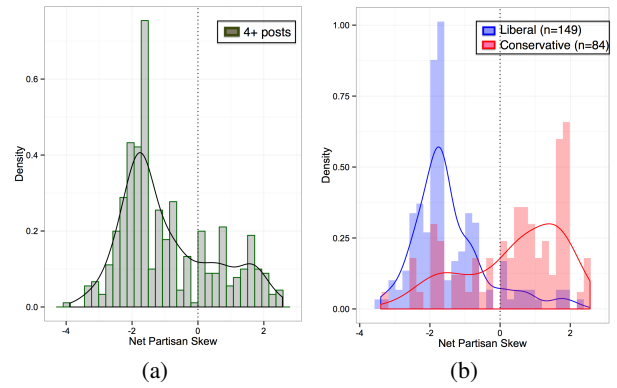 4+ posts
Density
0.6
0.4
0.2
0.0
-4
-2
0
2
Net Partisan Skew
(a)
Liberal (n=149)
Conservative (n=84)
Density
1.00
0.75
0.50
0.25
0.00
-4
-2
0
2
Net Partisan Skew
(b)